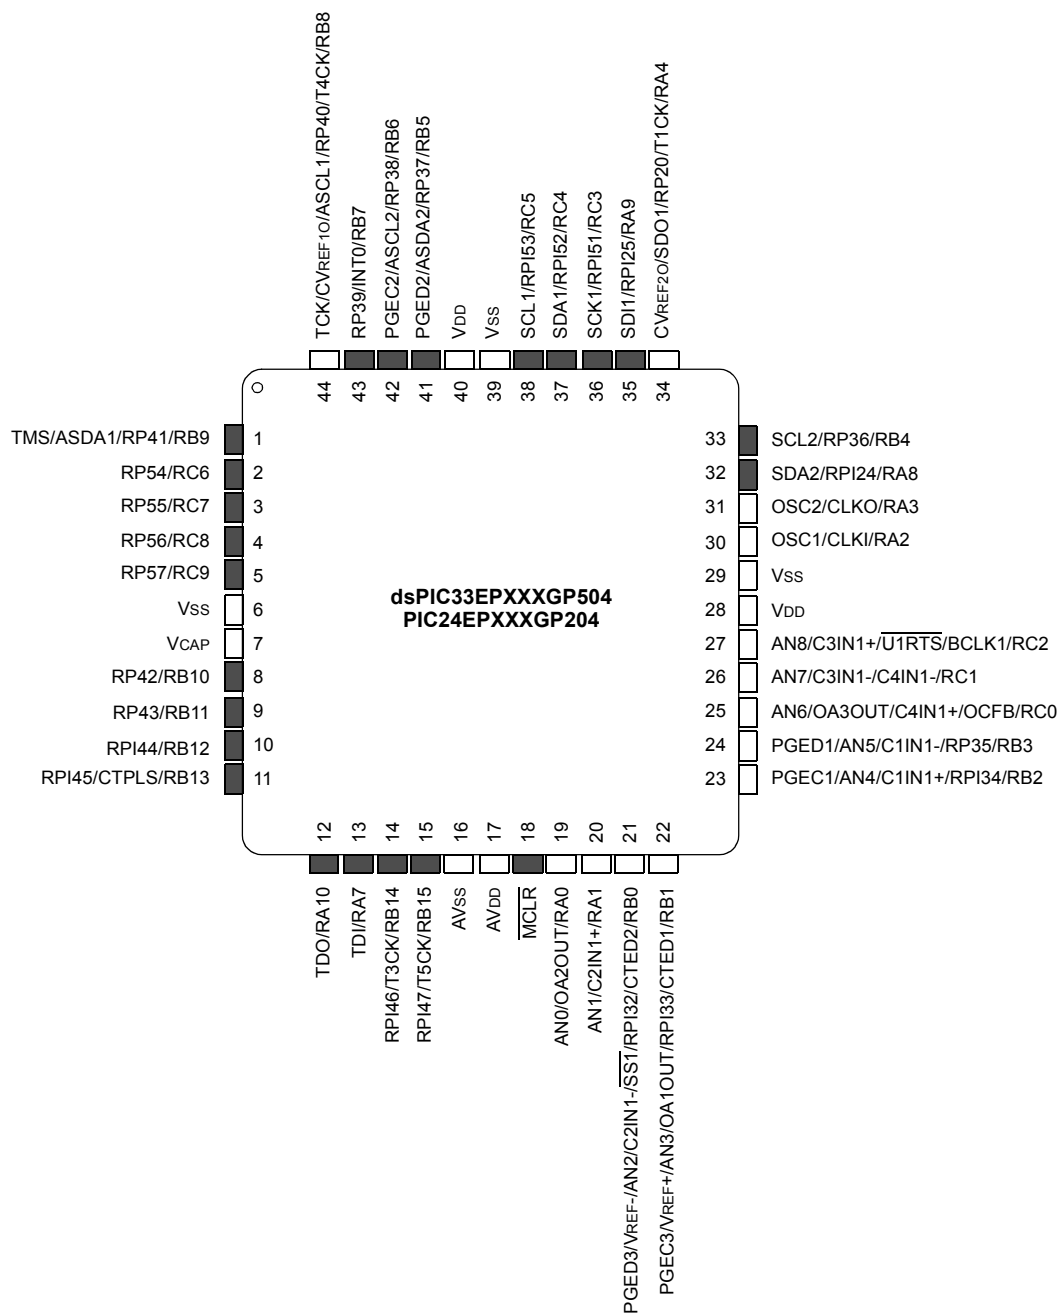 TCK/CVREF1O/ASCL1/RP40/T4CK/RB8
RP39/INT0/RB7
PGEC2/ASCL2/RP38/RB6
PGED2/ASDA2/RP37/RB5
VDD
VSS
SCL1/RPI53/RC5
SDA1/RPI52/RC4
SCK1/RPI51/RC3
SDI1/RPI25/RA9
CVREF2O/SDO1/RP20/T1CK/RA4
44 43 42 41 40 39 38 37 36 35 34
TMS/ASDA1/RP41/RB9 1
RP54/RC6 2
RP55/RC7 3
RP56/RC8 4
RP57/RC9 5
VSS 6
VCAP 7
RP42/RB10 8
RP43/RB11 9
RPI44/RB12 10
RPI45/CTPLS/RB13 11
dsPIC33EPXXXGP504
PIC24EPXXXGP204
33 SCL2/RP36/RB4
32 SDA2/RPI24/RA8
31 OSC2/CLKO/RA3
30 OSC1/CLKI/RA2
29 VSS
28 VDD
27 AN8/C3IN1+/U1RTS/BCLK1/RC2
26 AN7/C3IN1-/C4IN1-/RC1
25 AN6/OA3OUT/C4IN1+/OCFB/RC0
24 PGED1/AN5/C1IN1-/RP35/RB3
23 PGEC1/AN4/C1IN1+/RPI34/RB2
12 13 14 15 16 17 18 19 20 21 22
TDO/RA10
TDI/RA7
RPI46/T3CK/RB14
RPI47/T5CK/RB15
AVSS
AVDD
MCLR
AN0/OA2OUT/RA0
AN1/C2IN1+/RA1
PGED3/VREF-/AN2/C2IN1-/SS1/RPI32/CTED2/RB0
PGEC3/VREF+/AN3/OA1OUT/RPI33/CTED1/RB1